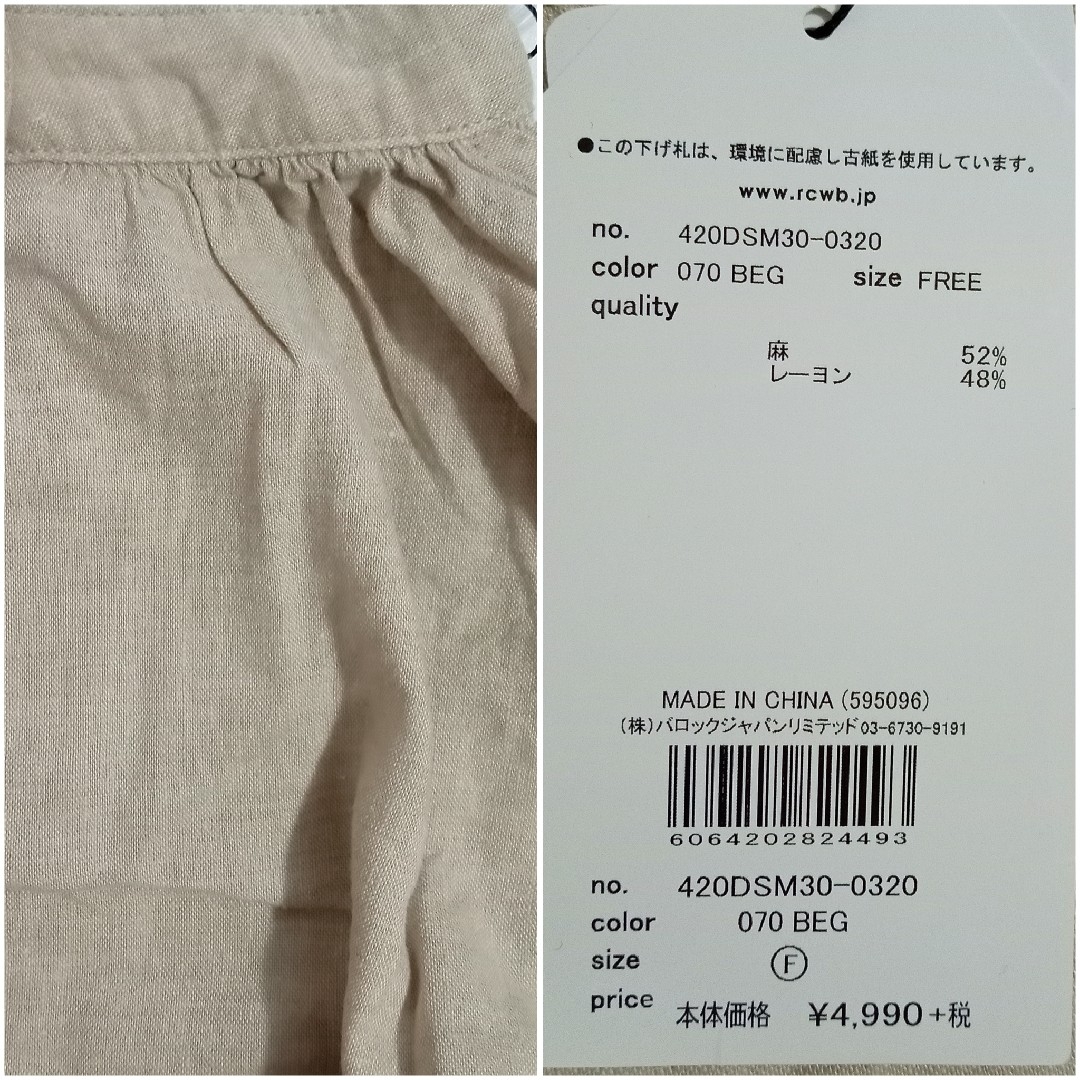 ●この下げ札は、環境に配慮し古紙を使用しています。
www.rcwb.jp
no. 420DSM30-0320
color 070 BEG size FREE
quality
麻 52%
レーヨン 48%
MADE IN CHINA (595096)
(株)バロックジャパンリミテッド 03-6730-9191
6064202824493
no. 420DSM30-0320
color 070 BEG
size Ⓕ
price 本体価格 ¥4,990+税